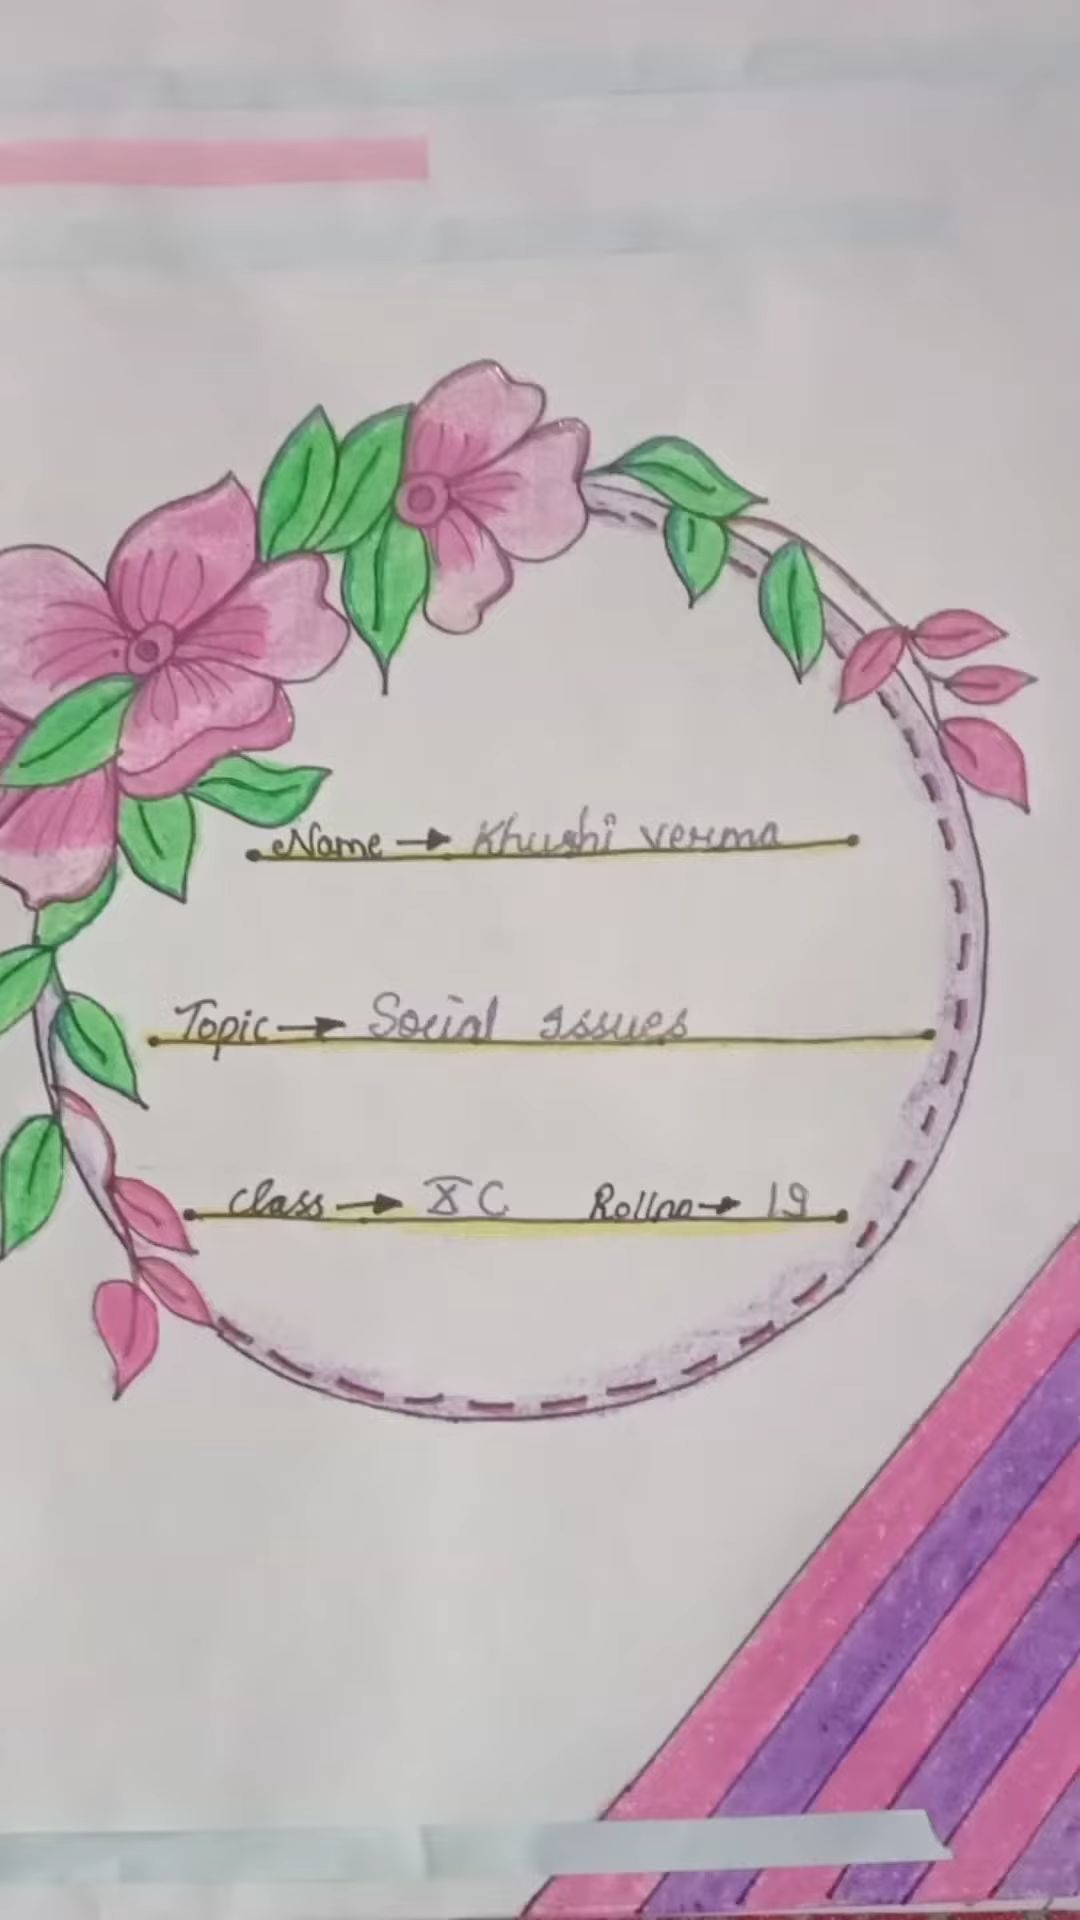 Name → Khushi Verma
Topic → Social Issues
Class → X C Rollno → 19